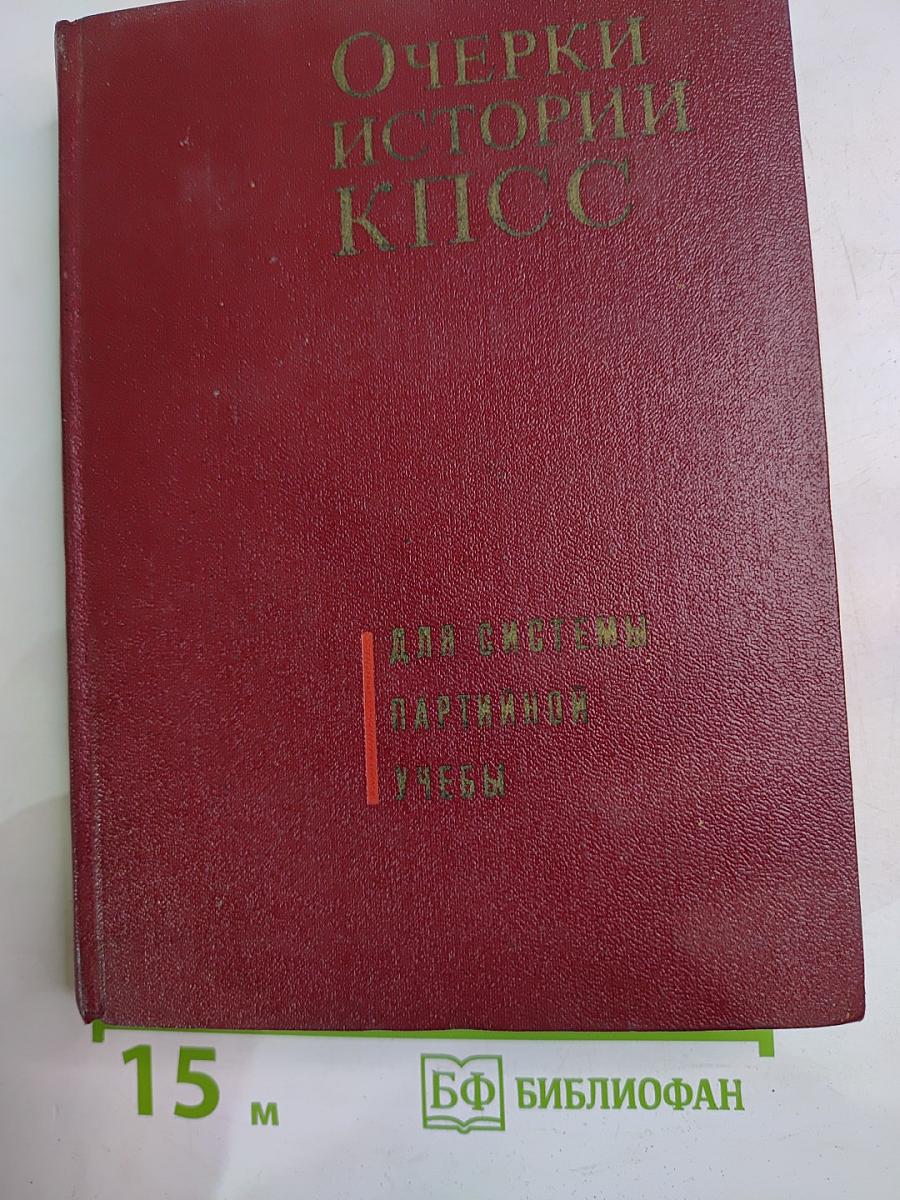 Очерки
истории
КПСС
ДЛЯ СИСТЕМЫ
ПАРТИЙНОЙ
УЧЕБЫ
15 м
БФ БИБЛИОФАН